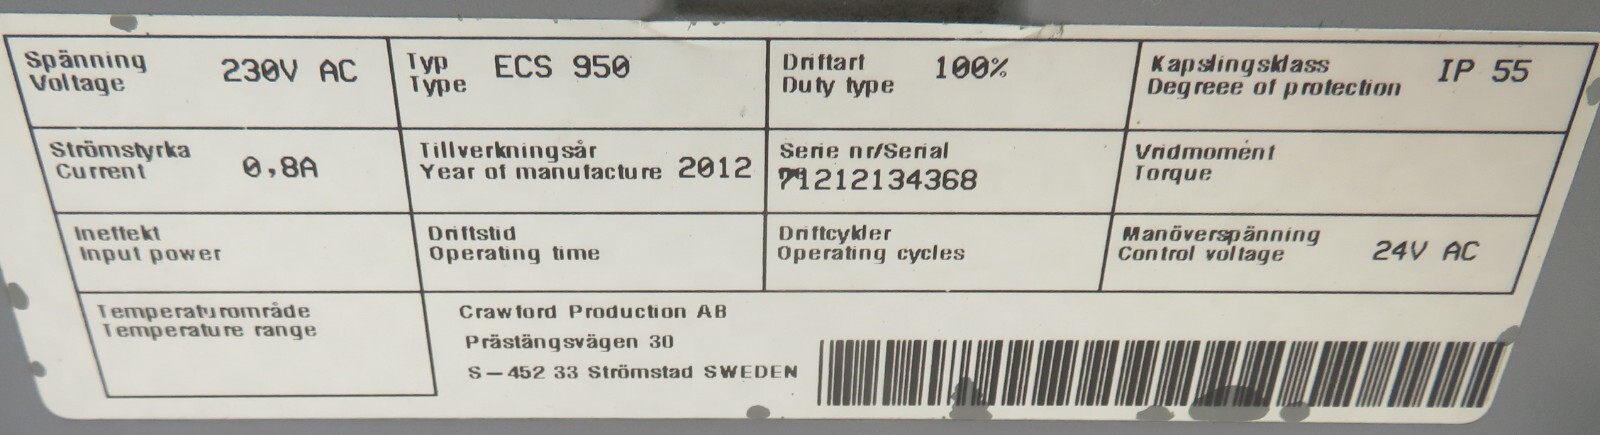 Spänning
Voltage
230V AC
Typ
Type
ECS 950
Driftart
Duty type
100%
Kapslingsklass
Degreee of protection
IP 55
Strömstyrka
Current
0,8A
Tillverkningsår
Year of manufacture 2012
Serie nr/Serial
71212134368
Vridmoment
Torque
Ineffekt
Input power
Driftstid
Operating time
Driftcykler
Operating cycles
Manöverspänning
Control voltage
24V AC
Temperaturområde
Temperature range
Crawford Production AB
Prästängsvägen 30
S-452 33 Strömstad SWEDEN